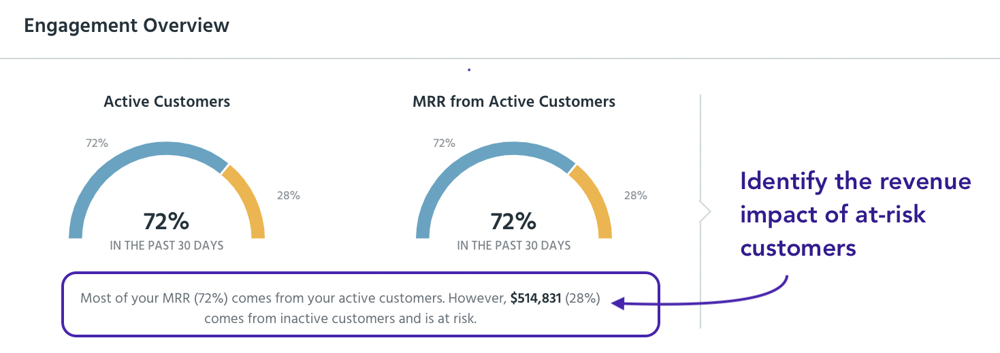 Engagement Overview
Active Customers
72%
28%
72%
IN THE PAST 30 DAYS
MRR from Active Customers
72%
28%
72%
IN THE PAST 30 DAYS
Most of your MRR (72%) comes from your active customers. However, $514,831 (28%)
comes from inactive customers and is at risk.
Identify the revenue
impact of at-risk
customers